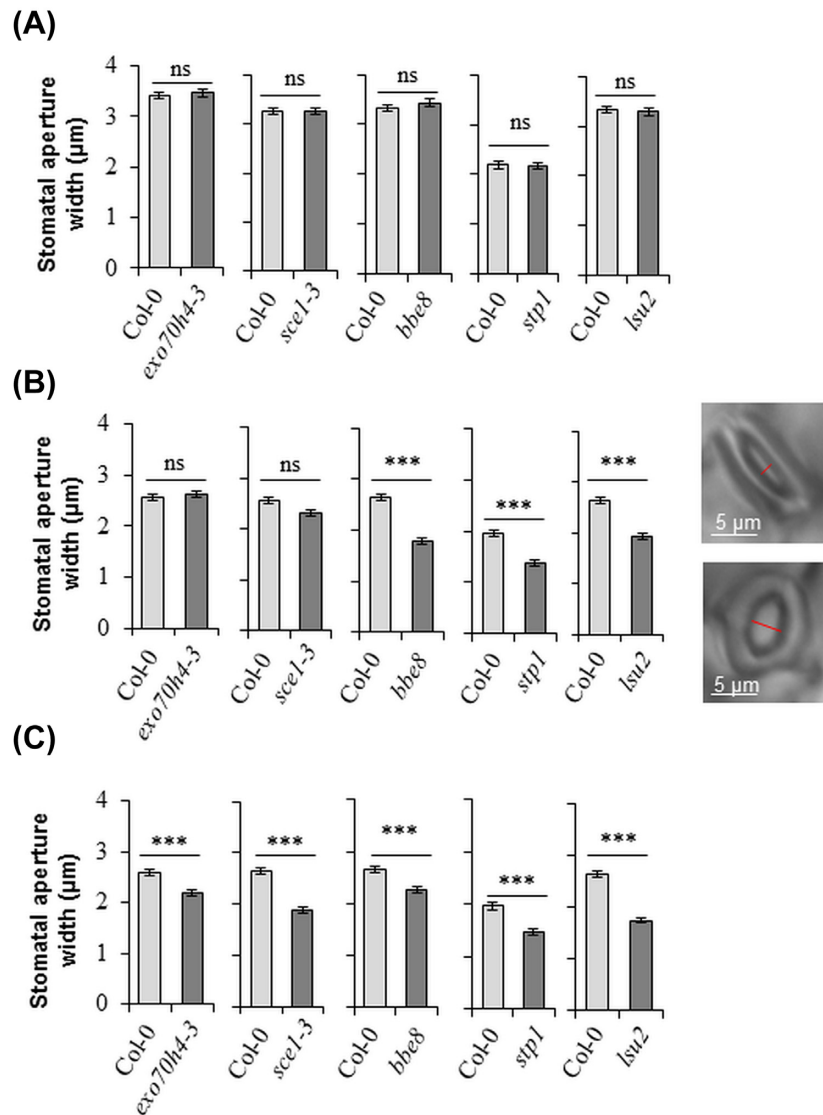 (A)
Stomatal aperture
width (µm)
4
3
2
1
0
ns
ns
ns
ns
ns
Col-0
exo70h4-3
Col-0
sce1-3
Col-0
bbe8
Col-0
stp1
Col-0
lsu2
(B)
Stomatal aperture
width (µm)
4
3
2
1
0
ns
ns
***
***
***
Col-0
exo70h4-3
Col-0
sce1-3
Col-0
bbe8
Col-0
stp1
Col-0
lsu2
5 µm
5 µm
(C)
Stomatal aperture
width (µm)
4
3
2
1
0
***
***
***
***
***
Col-0
exo70h4-3
Col-0
sce1-3
Col-0
bbe8
Col-0
stp1
Col-0
lsu2